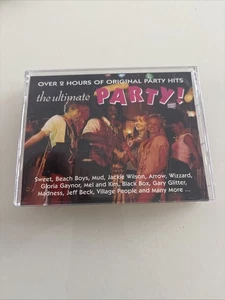 OVER 2 HOURS OF ORIGINAL PARTY HITS
the ultimate PARTY!
Sweet, Beach Boys, Mud, Jackie Wilson, Arrow, Wizzard,
Gloria Gaynor, Mel and Kim, Black Box, Gary Glitter,
Madness, Jeff Beck, Village People and Many More ...